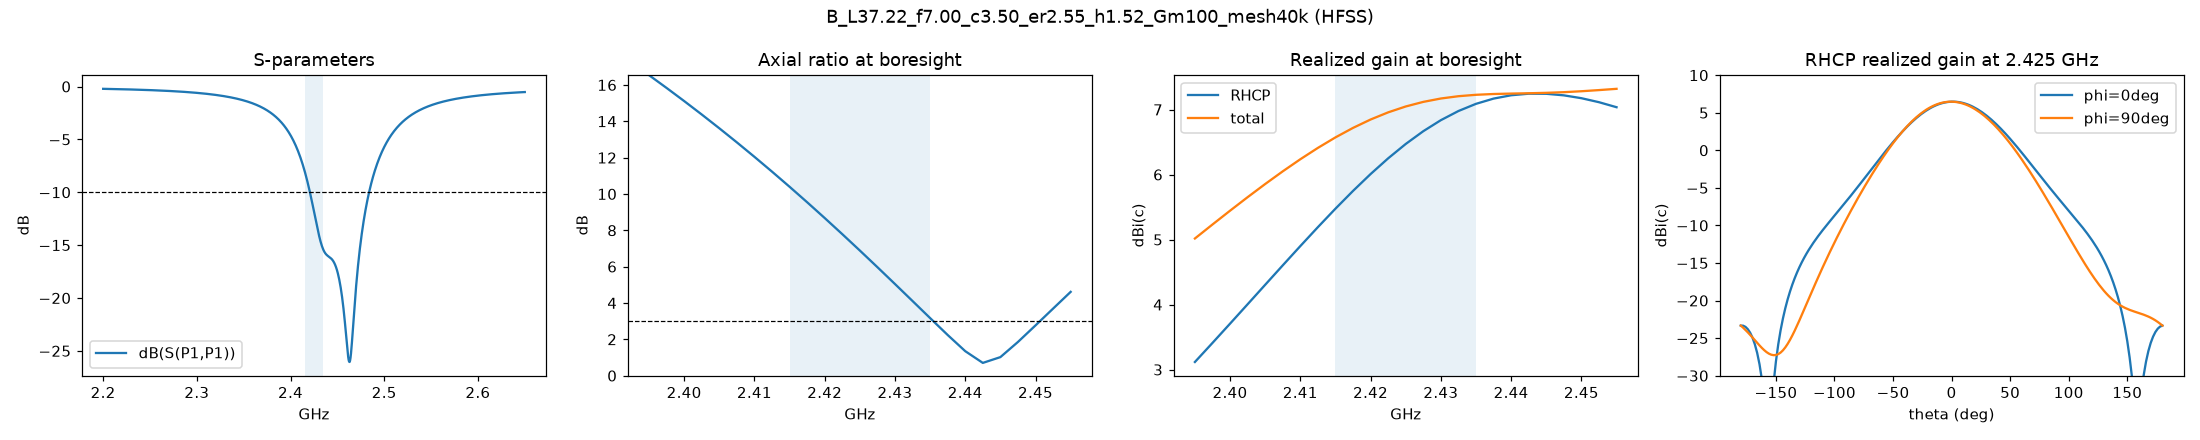 B_L37.22_f7.00_c3.50_er2.55_h1.52_Gm100_mesh40k (HFSS)
S-parameters
0
−5
−10
−15
−20
−25
dB
dB(S(P1,P1))
2.2 2.3 2.4 2.5 2.6
GHz
Axial ratio at boresight
16
14
12
10
8
6
4
2
0
dB
2.40 2.41 2.42 2.43 2.44 2.45
GHz
Realized gain at boresight
RHCP
total
7
6
5
4
3
dBi(c)
2.40 2.41 2.42 2.43 2.44 2.45
GHz
RHCP realized gain at 2.425 GHz
phi=0deg
phi=90deg
10
5
0
−5
−10
−15
−20
−25
−30
dBi(c)
−150 −100 −50 0 50 100 150
theta (deg)